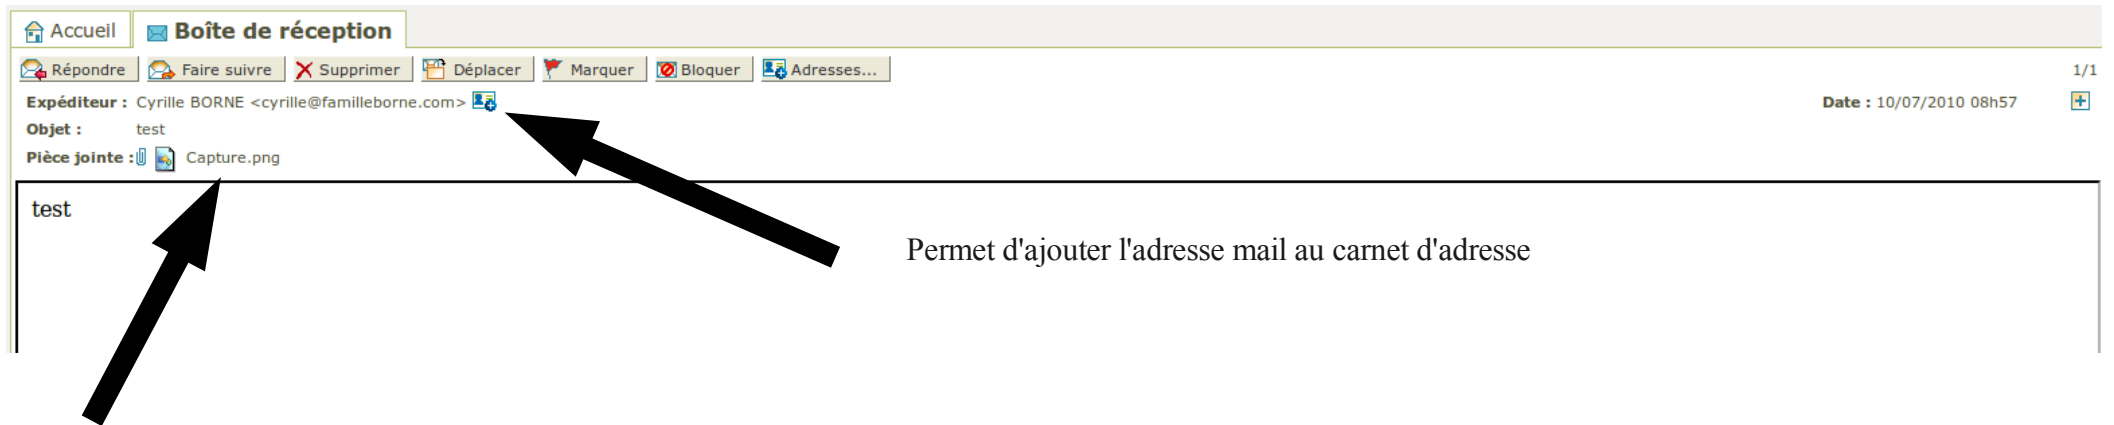 Accueil Boîte de réception
Répondre Faire suivre Supprimer Déplacer Marquer Bloquer Adresses... 1/1
Expéditeur : Cyrille BORNE <cyrille@familleborne.com> Date : 10/07/2010 08h57
Objet : test
Pièce jointe : Capture.png
test
Permet d'ajouter l'adresse mail au carnet d'adresse